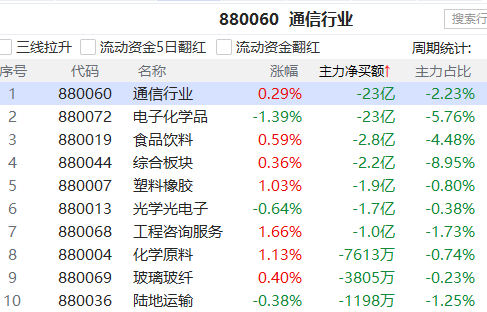 880060 通信行业
搜索行
三线拉升 流动资金5日翻红 流动资金翻红 周期统计:
序号 代码 名称 涨幅 主力净买额↑ 主力占比
1 880060 通信行业 0.29% -23亿 -2.23%
2 880072 电子化学品 -1.39% -23亿 -5.76%
3 880019 食品饮料 0.59% -2.8亿 -4.48%
4 880044 综合板块 0.36% -2.2亿 -8.95%
5 880007 塑料橡胶 1.03% -1.9亿 -0.80%
6 880013 光学光电子 -0.64% -1.7亿 -0.38%
7 880068 工程咨询服务 1.66% -1.0亿 -1.73%
8 880004 化学原料 1.13% -7613万 -0.74%
9 880069 玻璃玻纤 0.40% -3805万 -0.23%
10 880036 陆地运输 -0.38% -1198万 -1.25%